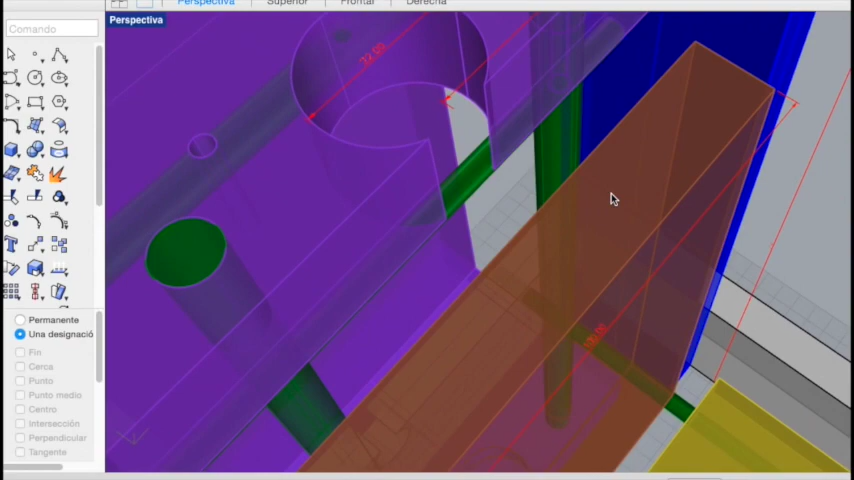 Perspectiva Superior Frontal Derecha
Comando
Perspectiva
Permanente
Una designació
Fin
Cerca
Punto
Punto medio
Centro
Intersección
Perpendicular
Tangente